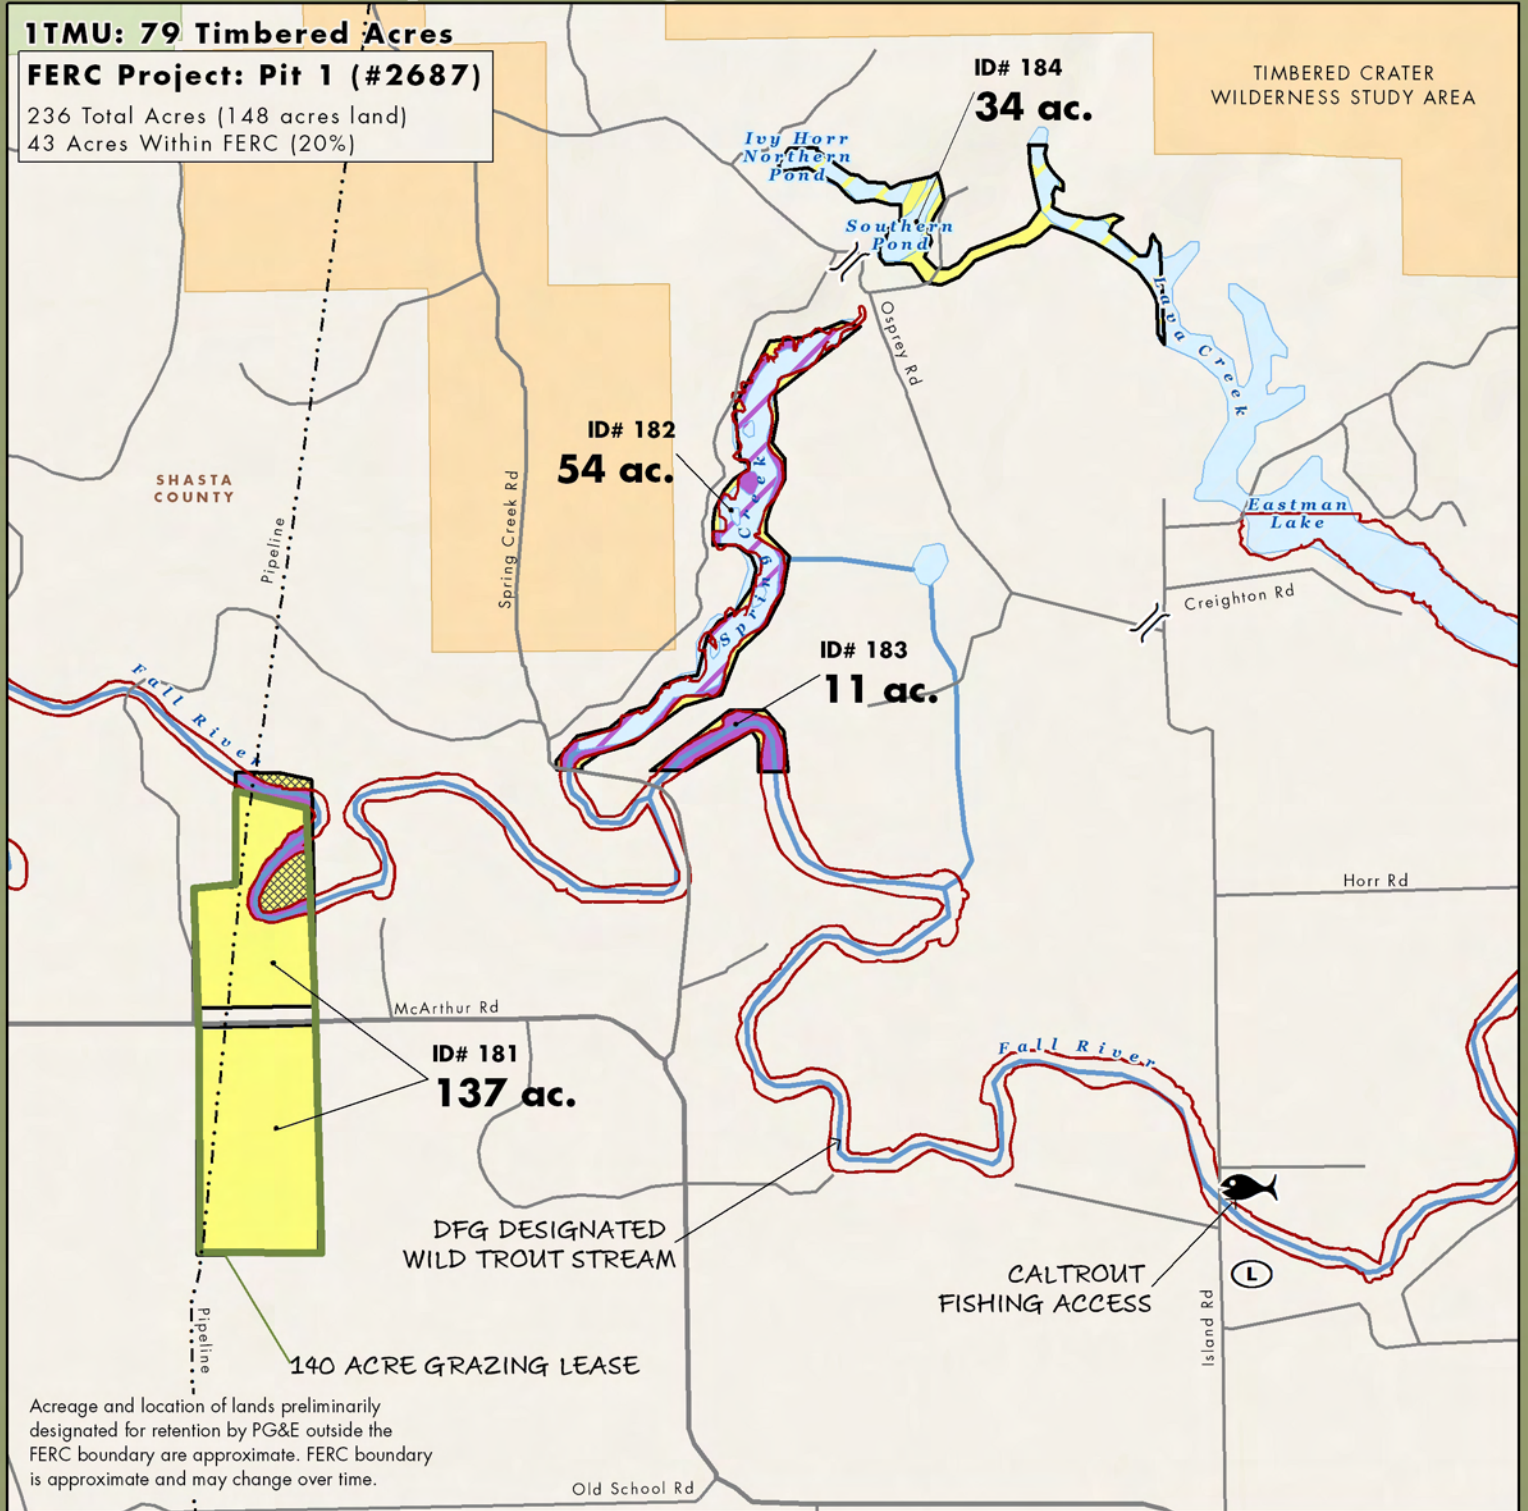 1TMU: 79 Timbered Acres
FERC Project: Pit 1 (#2687)
236 Total Acres (148 acres land)
43 Acres Within FERC (20%)
TIMBERED CRATER
WILDERNESS STUDY AREA
ID# 184
34 ac.
Ivy Horr
Northern
Pond
Southern
Pond
Lava Creek
Osprey Rd
ID# 182
54 ac.
SHASTA
COUNTY
Spring Creek Rd
Pipeline
Spring Creek
Eastman
Lake
Creighton Rd
ID# 183
11 ac.
Fall River
Horr Rd
McArthur Rd
ID# 181
137 ac.
Fall River
DFG DESIGNATED
WILD TROUT STREAM
CALTROUT
FISHING ACCESS
L
Island Rd
Pipeline
140 ACRE GRAZING LEASE
Acreage and location of lands preliminarily
designated for retention by PG&E outside the
FERC boundary are approximate. FERC boundary
is approximate and may change over time.
Old School Rd